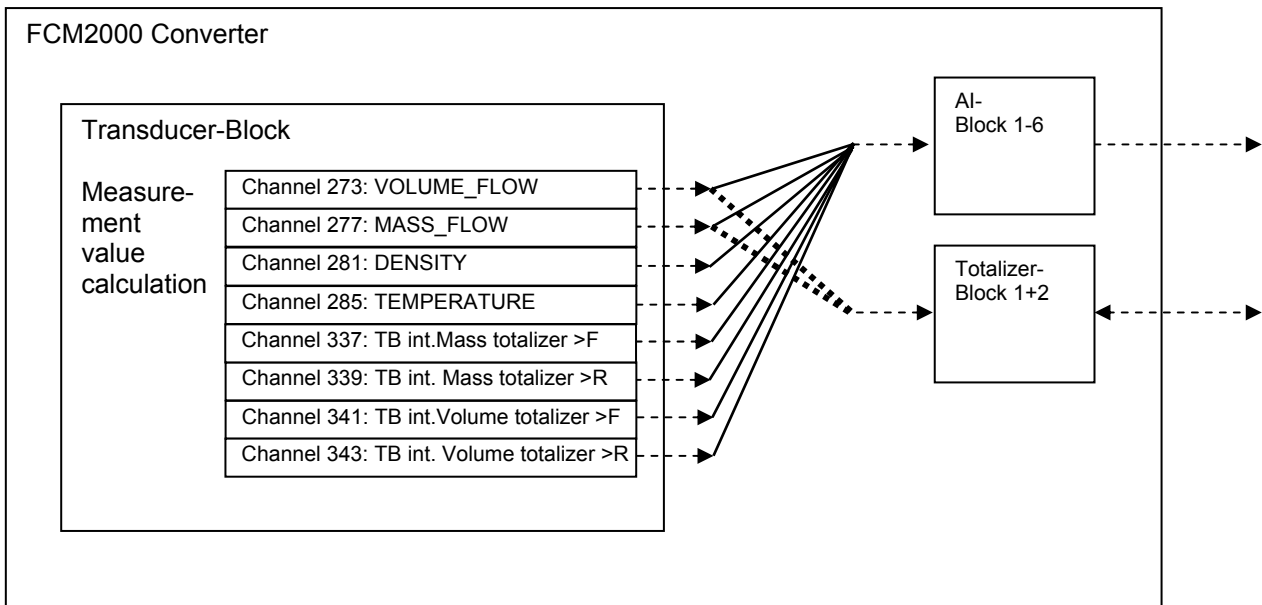 FCM2000 Converter
Transducer-Block
Measure-
ment
value
calculation
Channel 273: VOLUME_FLOW
Channel 277: MASS_FLOW
Channel 281: DENSITY
Channel 285: TEMPERATURE
Channel 337: TB int.Mass totalizer >F
Channel 339: TB int. Mass totalizer >R
Channel 341: TB int.Volume totalizer >F
Channel 343: TB int. Volume totalizer >R
AI-
Block 1-6
Totalizer-
Block 1+2